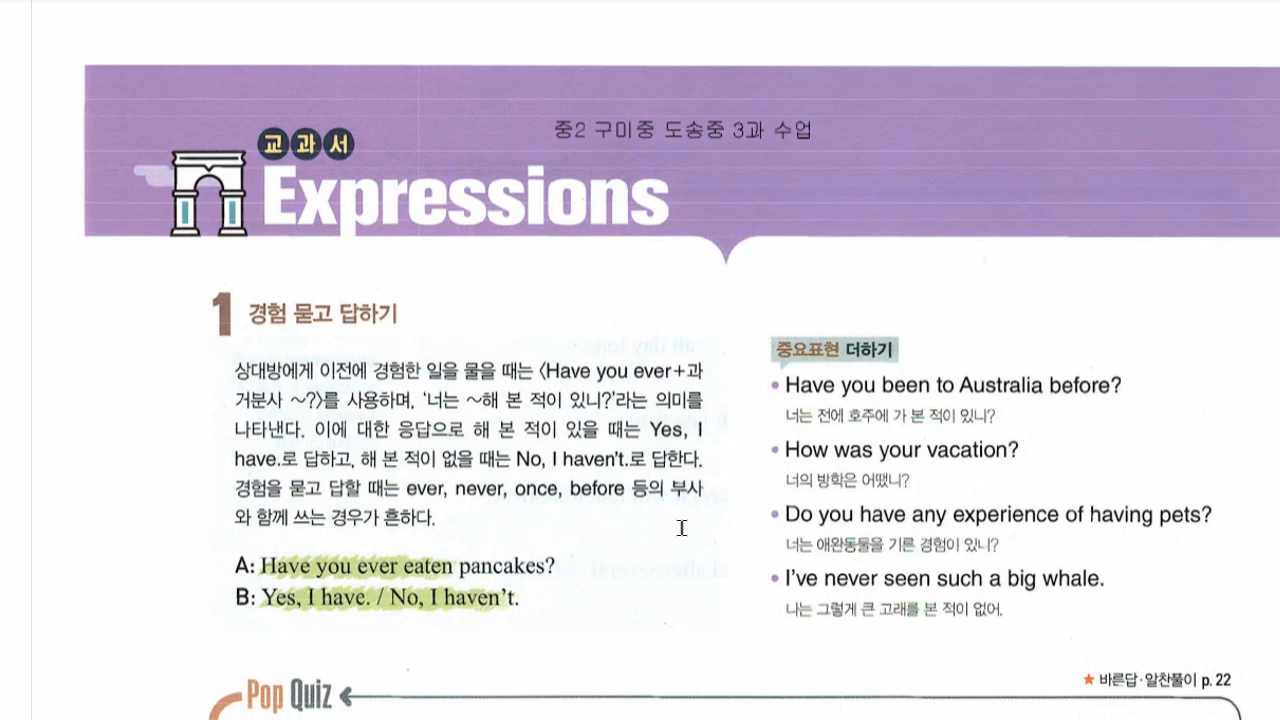 중2 구미중 도송중 3과 수업
교과서
Expressions
1 경험 묻고 답하기
상대방에게 이전에 경험한 일을 물을 때는 〈Have you ever+과
거분사 ~?〉를 사용하며, ‘너는 ~해 본 적이 있니?’라는 의미를
나타낸다. 이에 대한 응답으로 해 본 적이 있을 때는 Yes, I
have.로 답하고, 해 본 적이 없을 때는 No, I haven't.로 답한다.
경험을 묻고 답할 때는 ever, never, once, before 등의 부사
와 함께 쓰는 경우가 흔하다.
A: Have you ever eaten pancakes?
B: Yes, I have. / No, I haven't.
중요표현 더하기
• Have you been to Australia before?
너는 전에 호주에 가 본 적이 있니?
• How was your vacation?
너의 방학은 어땠니?
• Do you have any experience of having pets?
너는 애완동물을 기른 경험이 있니?
• I've never seen such a big whale.
나는 그렇게 큰 고래를 본 적이 없어.
★ 바른답·알찬풀이 p. 22
Pop Quiz